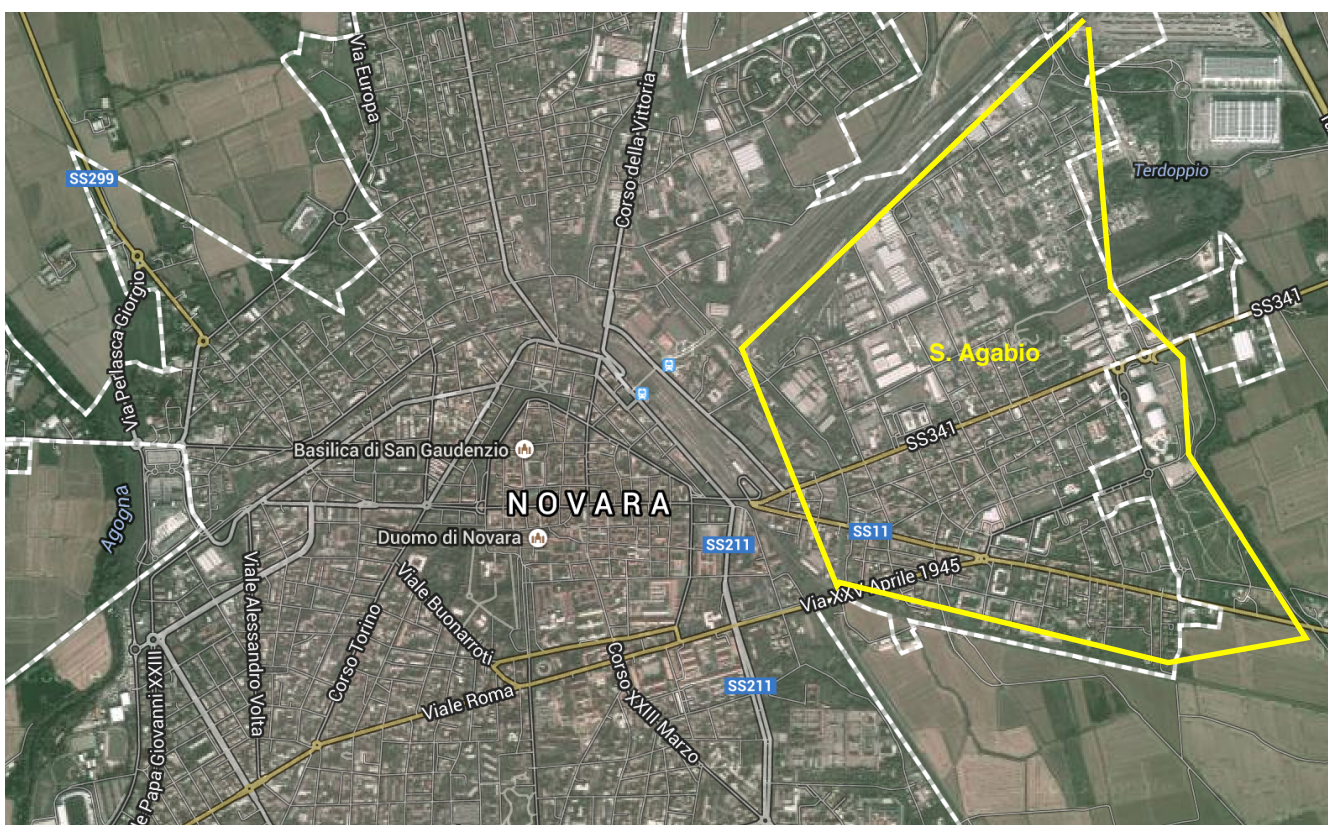 Via Europa
Corso della Vittoria
SS299
Terdoppio
Via Perlasca Giorgio
SS341
S. Agabio
SS341
Basilica di San Gaudenzio
NOVARA
Agogna
SS11
Duomo di Novara
SS211
Via XXV Aprile 1945
Viale Alessandro Volta
Viale Buonarroti
Corso Torino
Viale Roma
Corso XXIII Marzo
SS211
le Papa Giovanni XXIII